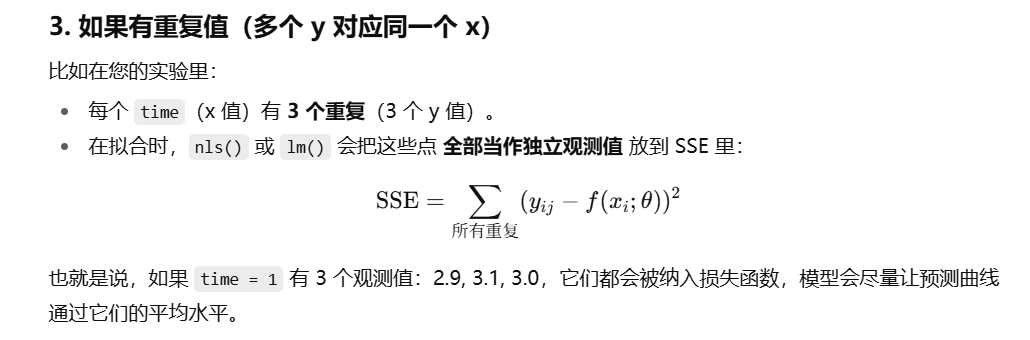 3. 如果有重复值（多个 y 对应同一个 x）
比如在您的实验里：
• 每个 time（x 值）有 3 个重复（3 个 y 值）。
• 在拟合时，nls() 或 lm() 会把这些点 全部当作独立观测值 放到 SSE 里：
SSE = ∑ (y_{ij} − f(x_i; θ))²
所有重复
也就是说，如果 time = 1 有 3 个观测值：2.9, 3.1, 3.0，它们都会被纳入损失函数，模型会尽量让预测曲线
通过它们的平均水平。